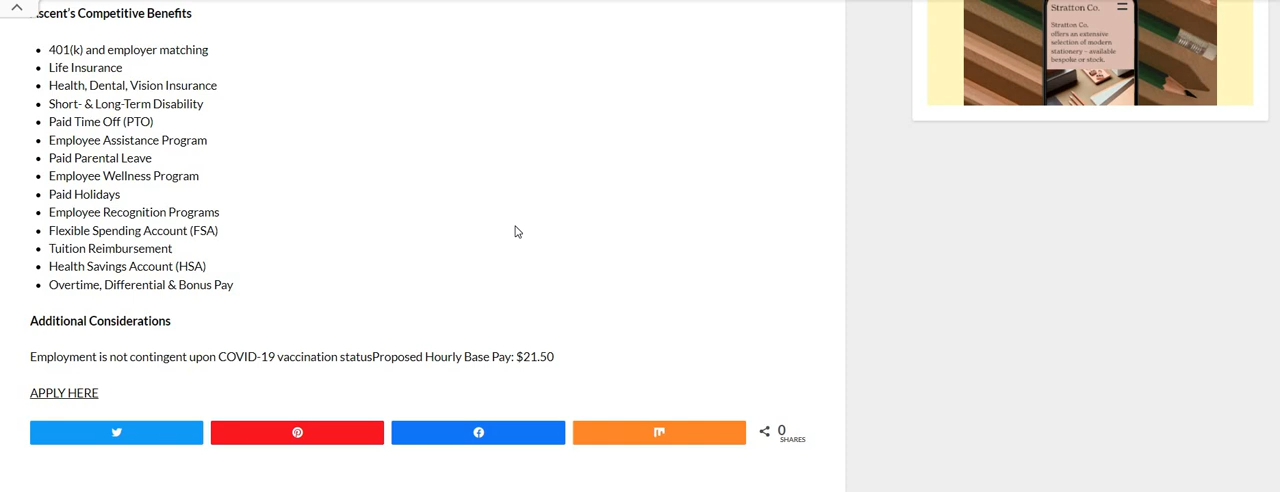 scent's Competitive Benefits
401(k) and employer matching
Life Insurance
Health, Dental, Vision Insurance
Short- & Long-Term Disability
Paid Time Off (PTO)
Employee Assistance Program
Paid Parental Leave
Employee Wellness Program
Paid Holidays
Employee Recognition Programs
Flexible Spending Account (FSA)
Tuition Reimbursement
Health Savings Account (HSA)
Overtime, Differential & Bonus Pay
Additional Considerations
Employment is not contingent upon COVID-19 vaccination statusProposed Hourly Base Pay: $21.50
APPLY HERE
0
SHARES
Stratton Co.
Stratton Co.
offers an extensive
selection of modern
stationery – available
bespoke or stock.